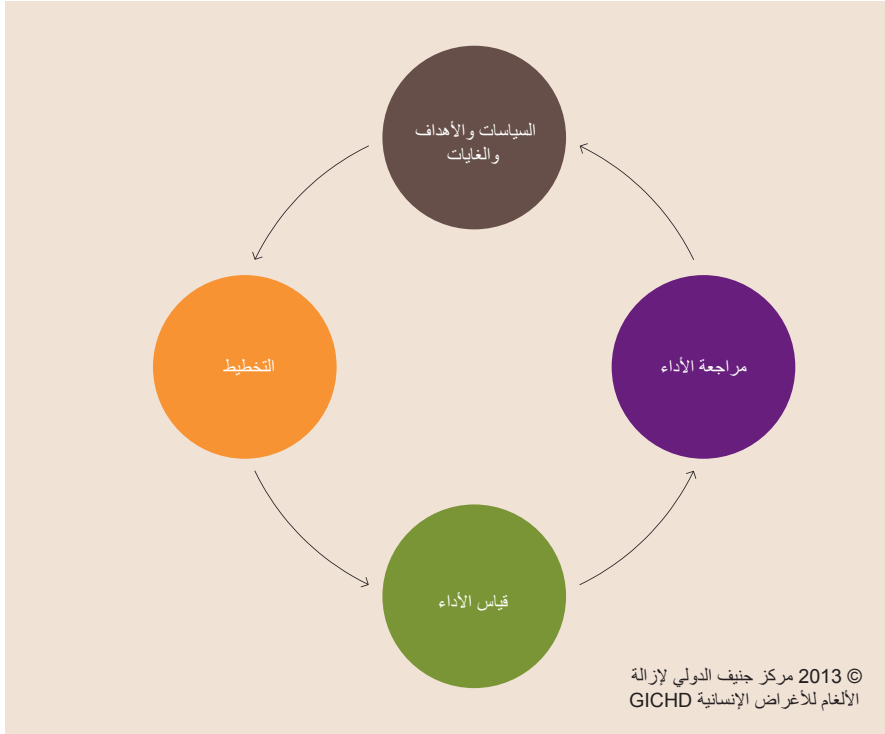 السياسات والأهداف
والغايات
التخطيط
مراجعة الأداء
قياس الأداء
© 2013 مركز جنيف الدولي لإزالة
الألغام للأغراض الإنسانية GICHD